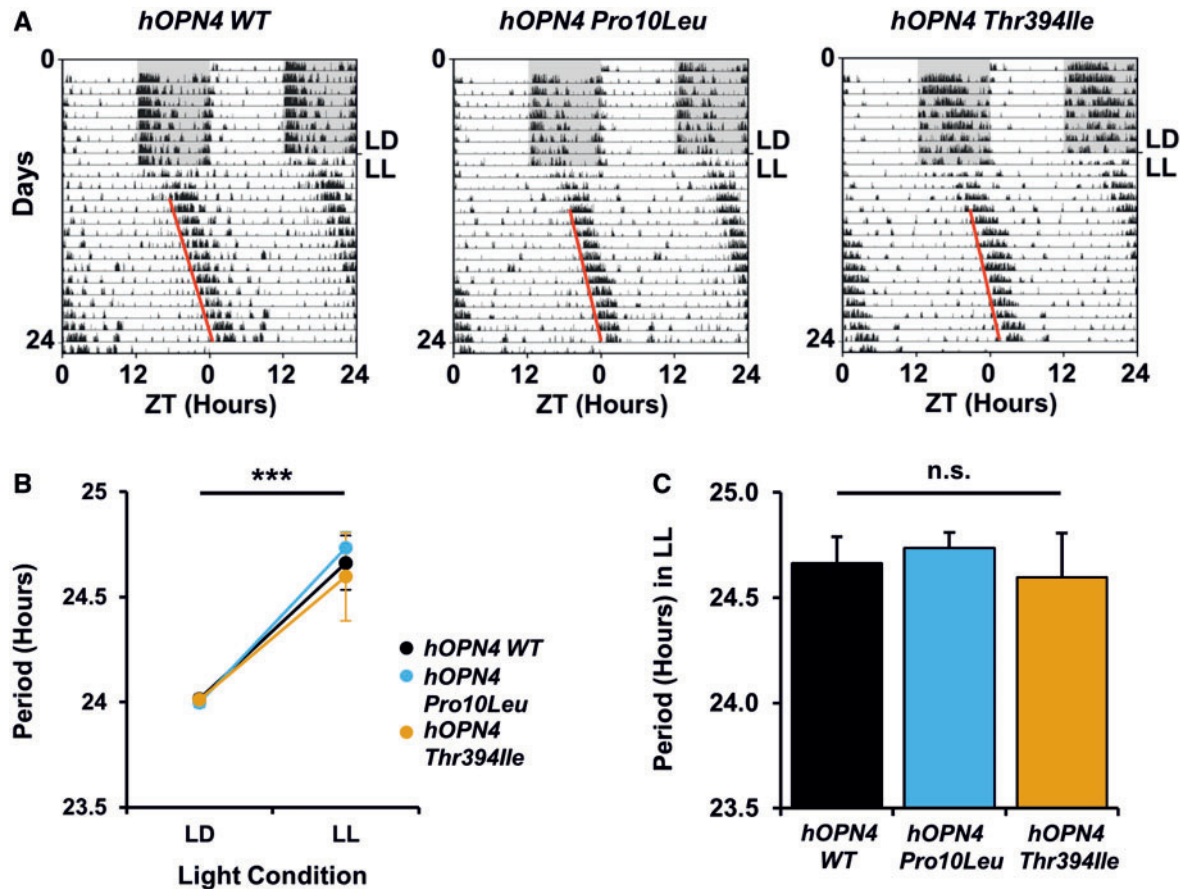 A
hOPN4 WT
hOPN4 Pro10Leu
hOPN4 Thr394Ile
0
0
0
Days
LD
LL
LD
LL
LD
LL
24
24
24
0 12 0 12 24
0 12 0 12 24
0 12 0 12 24
ZT (Hours)
ZT (Hours)
ZT (Hours)
B
***
25
24.5
24
23.5
Period (Hours)
LD
LL
Light Condition
hOPN4 WT
hOPN4
Pro10Leu
hOPN4
Thr394Ile
C
n.s.
25.0
24.5
24.0
23.5
Period (Hours) in LL
hOPN4
WT
hOPN4
Pro10Leu
hOPN4
Thr394Ile